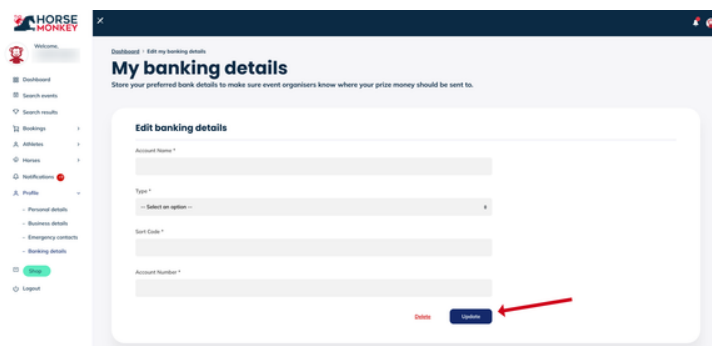 HORSE
MONKEY
Welcome,
Dashboard
Search events
Search results
Bookings
Athletes
Horses
Notifications
Profile
- Personal details
- Business details
- Emergency contacts
- Banking details
Shop
Logout
×
Dashboard > Edit my banking details
My banking details
Store your preferred bank details to make sure event organisers know where your prize money should be sent to.
Edit banking details
Account Name *
Type *
-- Select an option --
Sort Code *
Account Number *
Delete Update